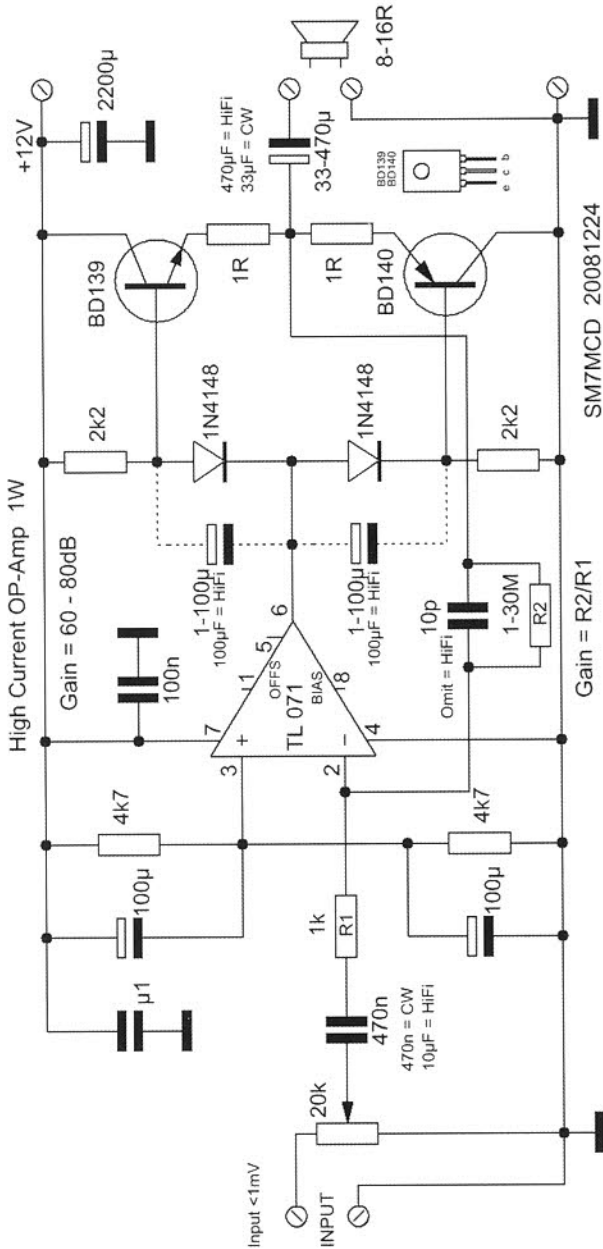 High Current OP-Amp 1W
Gain = 60 - 80dB
+12V
2200µ
µ1
100µ
4k7
100n
2k2
BD139
1R
470µF = HiFi
33µF = CW
33-470µ
8-16R
1N4148
1-100µ
100µF = HiFi
7
3
+
1
5
OFFS
TL 071
6
BIAS
8
2
–
4
1N4148
1-100µ
100µF = HiFi
1R
BD140
BD139
BD140
e c b
Input <1mV
INPUT
20k
470n
470n = CW
10µF = HiFi
1k
R1
100µ
4k7
10p
Omit = HiFi
1-30M
R2
2k2
Gain = R2/R1
SM7MCD 20081224